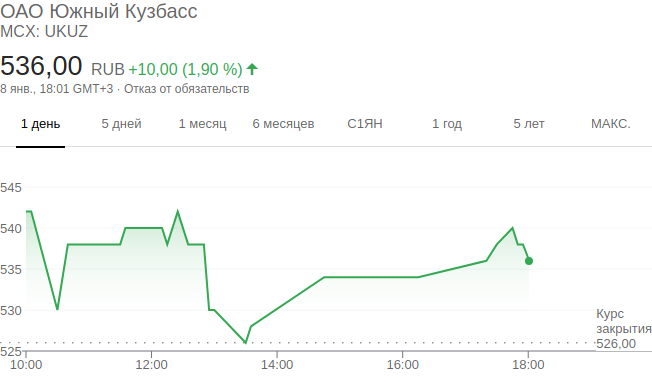 ОАО Южный Кузбасс
MCX: UKUZ
536,00 RUB +10,00 (1,90 %)
8 янв., 18:01 GMT+3 · Отказ от обязательств
1 день 5 дней 1 месяц 6 месяцев С1ЯН 1 год 5 лет МАКС.
545
540
535
530
525
Курс
закрытия
526,00
10:00 12:00 14:00 16:00 18:00